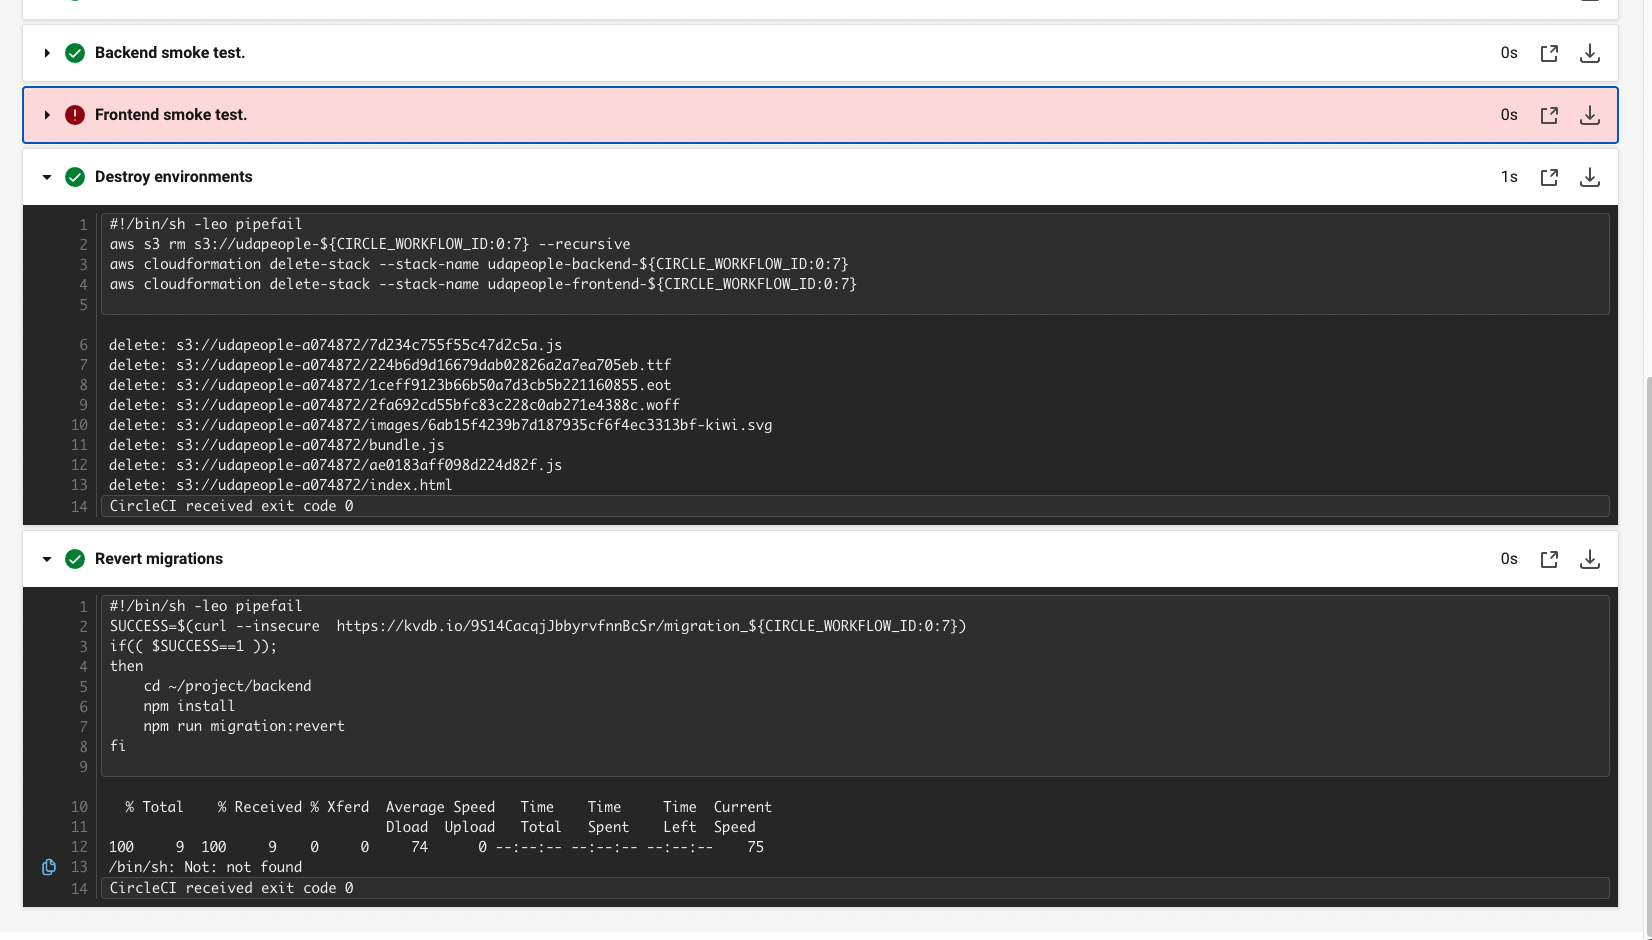 Backend smoke test. 0s
Frontend smoke test. 0s
Destroy environments 1s
1 #!/bin/sh -leo pipefail
2 aws s3 rm s3://udapeople-${CIRCLE_WORKFLOW_ID:0:7} --recursive
3 aws cloudformation delete-stack --stack-name udapeople-backend-${CIRCLE_WORKFLOW_ID:0:7}
4 aws cloudformation delete-stack --stack-name udapeople-frontend-${CIRCLE_WORKFLOW_ID:0:7}
5
6 delete: s3://udapeople-a074872/7d234c755f55c47d2c5a.js
7 delete: s3://udapeople-a074872/224b6d9d16679dab02826a2a7ea705eb.ttf
8 delete: s3://udapeople-a074872/1ceff9123b66b50a7d3cb5b221160855.eot
9 delete: s3://udapeople-a074872/2fa692cd55bfc83c228c0ab271e4388c.woff
10 delete: s3://udapeople-a074872/images/6ab15f4239b7d187935cf6f4ec3313bf-kiwi.svg
11 delete: s3://udapeople-a074872/bundle.js
12 delete: s3://udapeople-a074872/ae0183aff098d224d82f.js
13 delete: s3://udapeople-a074872/index.html
14 CircleCI received exit code 0
Revert migrations 0s
1 #!/bin/sh -leo pipefail
2 SUCCESS=$(curl --insecure  https://kvdb.io/9S14CacqjJbbyrvfnnBcSr/migration_${CIRCLE_WORKFLOW_ID:0:7})
3 if(( $SUCCESS==1 ));
4 then
5     cd ~/project/backend
6     npm install
7     npm run migration:revert
8 fi
9
10   % Total    % Received % Xferd  Average Speed   Time    Time     Time  Current
11                                  Dload  Upload   Total   Spent    Left  Speed
12 100     9  100     9    0     0     74      0 --:--:-- --:--:-- --:--:--    75
13 /bin/sh: Not: not found
14 CircleCI received exit code 0